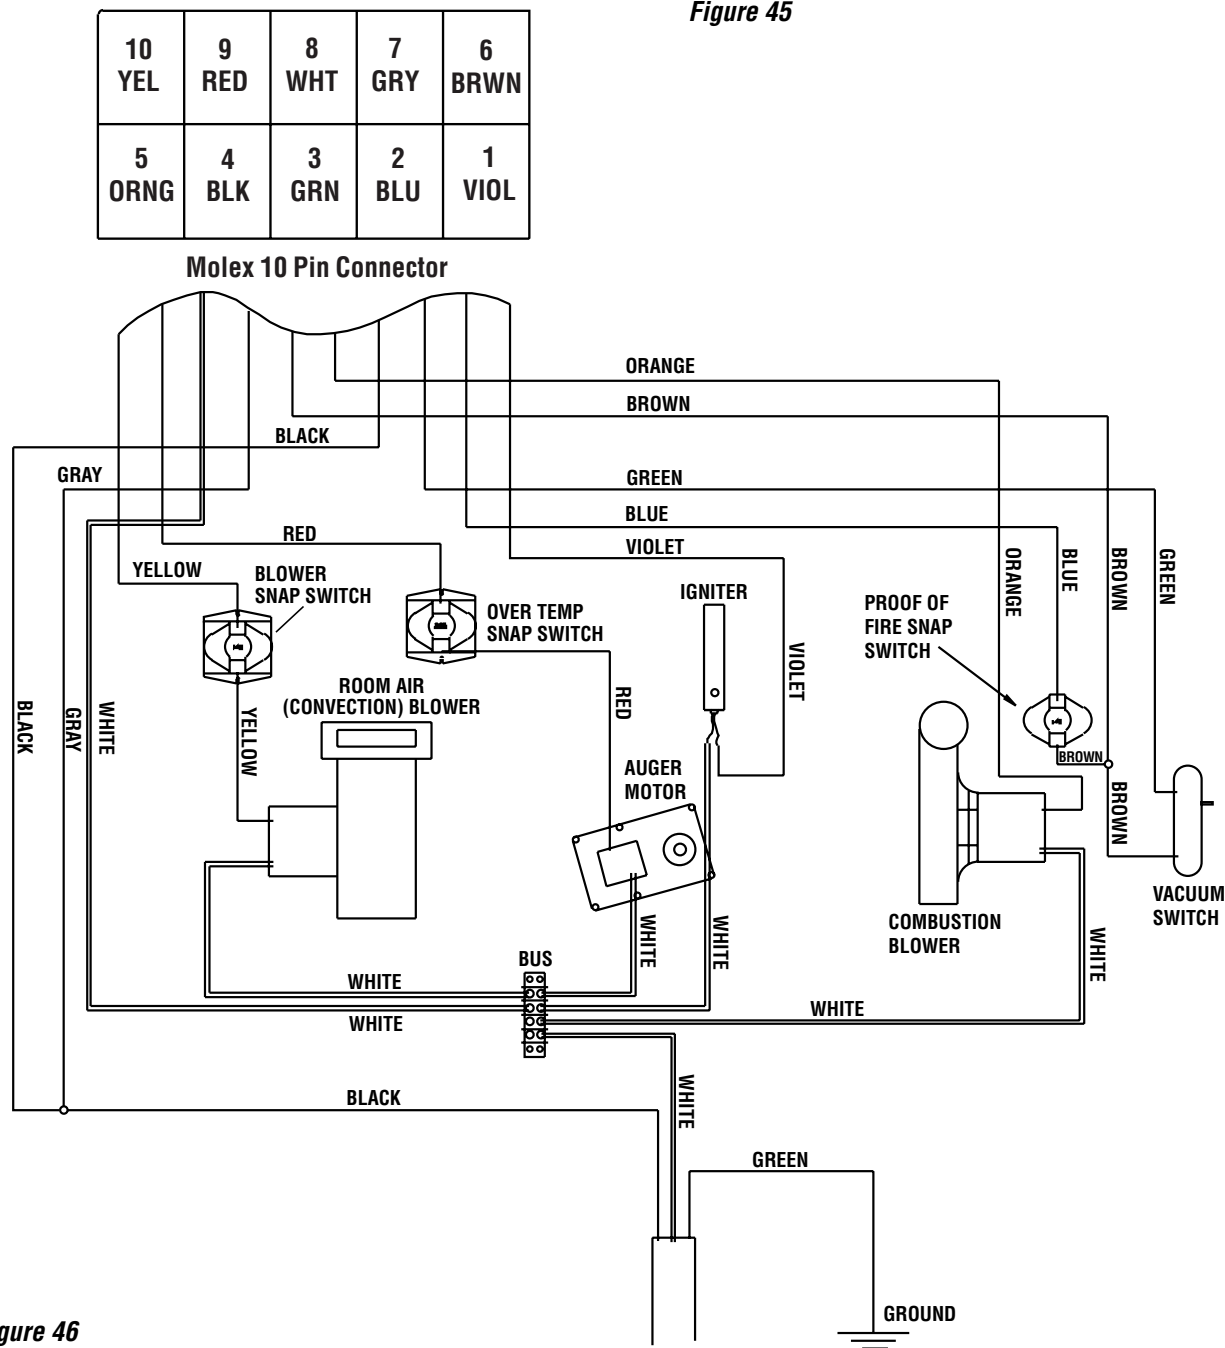 Figure 45
10 YEL
9 RED
8 WHT
7 GRY
6 BRWN
5 ORNG
4 BLK
3 GRN
2 BLU
1 VIOL
Molex 10 Pin Connector
ORANGE
BROWN
BLACK
GRAY
GREEN
BLUE
RED
VIOLET
YELLOW
BLOWER
SNAP SWITCH
OVER TEMP
SNAP SWITCH
IGNITER
PROOF OF
FIRE SNAP
SWITCH
ORANGE
BLUE
BROWN
GREEN
VIOLET
ROOM AIR
(CONVECTION) BLOWER
BLACK
GRAY
WHITE
YELLOW
RED
AUGER
MOTOR
BROWN
BROWN
VACUUM
SWITCH
COMBUSTION
BLOWER
WHITE
WHITE
WHITE
BUS
WHITE
WHITE
WHITE
BLACK
WHITE
GREEN
GROUND
gure 46